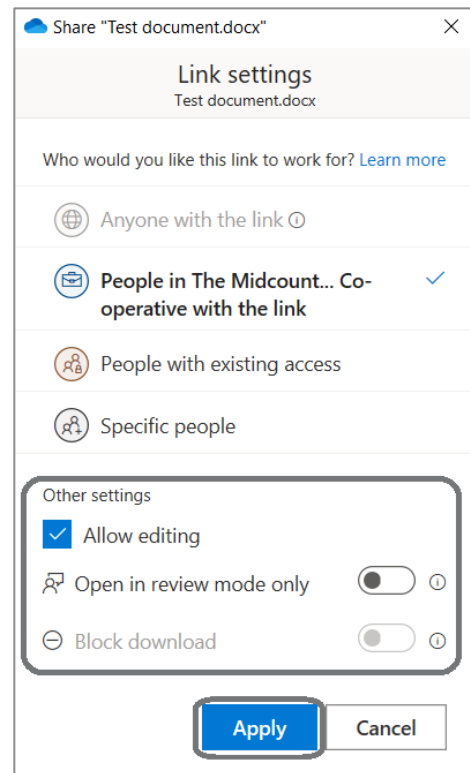 Share "Test document.docx"
Link settings
Test document.docx
Who would you like this link to work for? Learn more
Anyone with the link
People in The Midcount... Co-
operative with the link
People with existing access
Specific people
Other settings
Allow editing
Open in review mode only
Block download
Apply Cancel